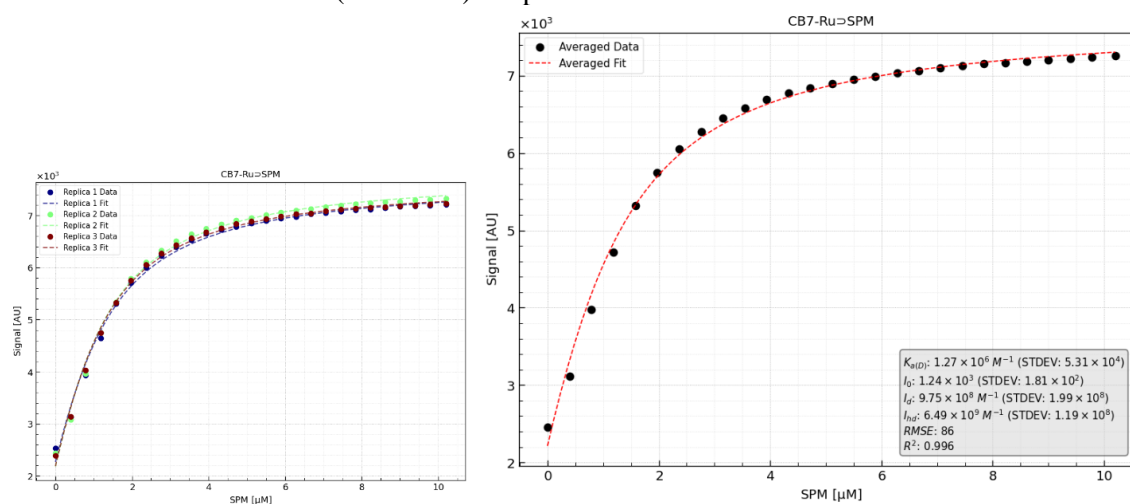 CB7-Ru⊃SPM
×10³
Replica 1 Data
Replica 1 Fit
Replica 2 Data
Replica 2 Fit
Replica 3 Data
Replica 3 Fit
Signal [AU]
7
6
5
4
3
2
0 2 4 6 8 10
SPM [μM]
CB7-Ru⊃SPM
×10³
Averaged Data
Averaged Fit
Signal [AU]
7
6
5
4
3
2
K_{a(D)}: 1.27 × 10⁶ M⁻¹ (STDEV: 5.31 × 10⁴)
I₀: 1.24 × 10³ (STDEV: 1.81 × 10²)
I_d: 9.75 × 10⁸ M⁻¹ (STDEV: 1.99 × 10⁸)
I_{hd}: 6.49 × 10⁹ M⁻¹ (STDEV: 1.19 × 10⁸)
RMSE: 86
R²: 0.996
0 2 4 6 8 10
SPM [μM]